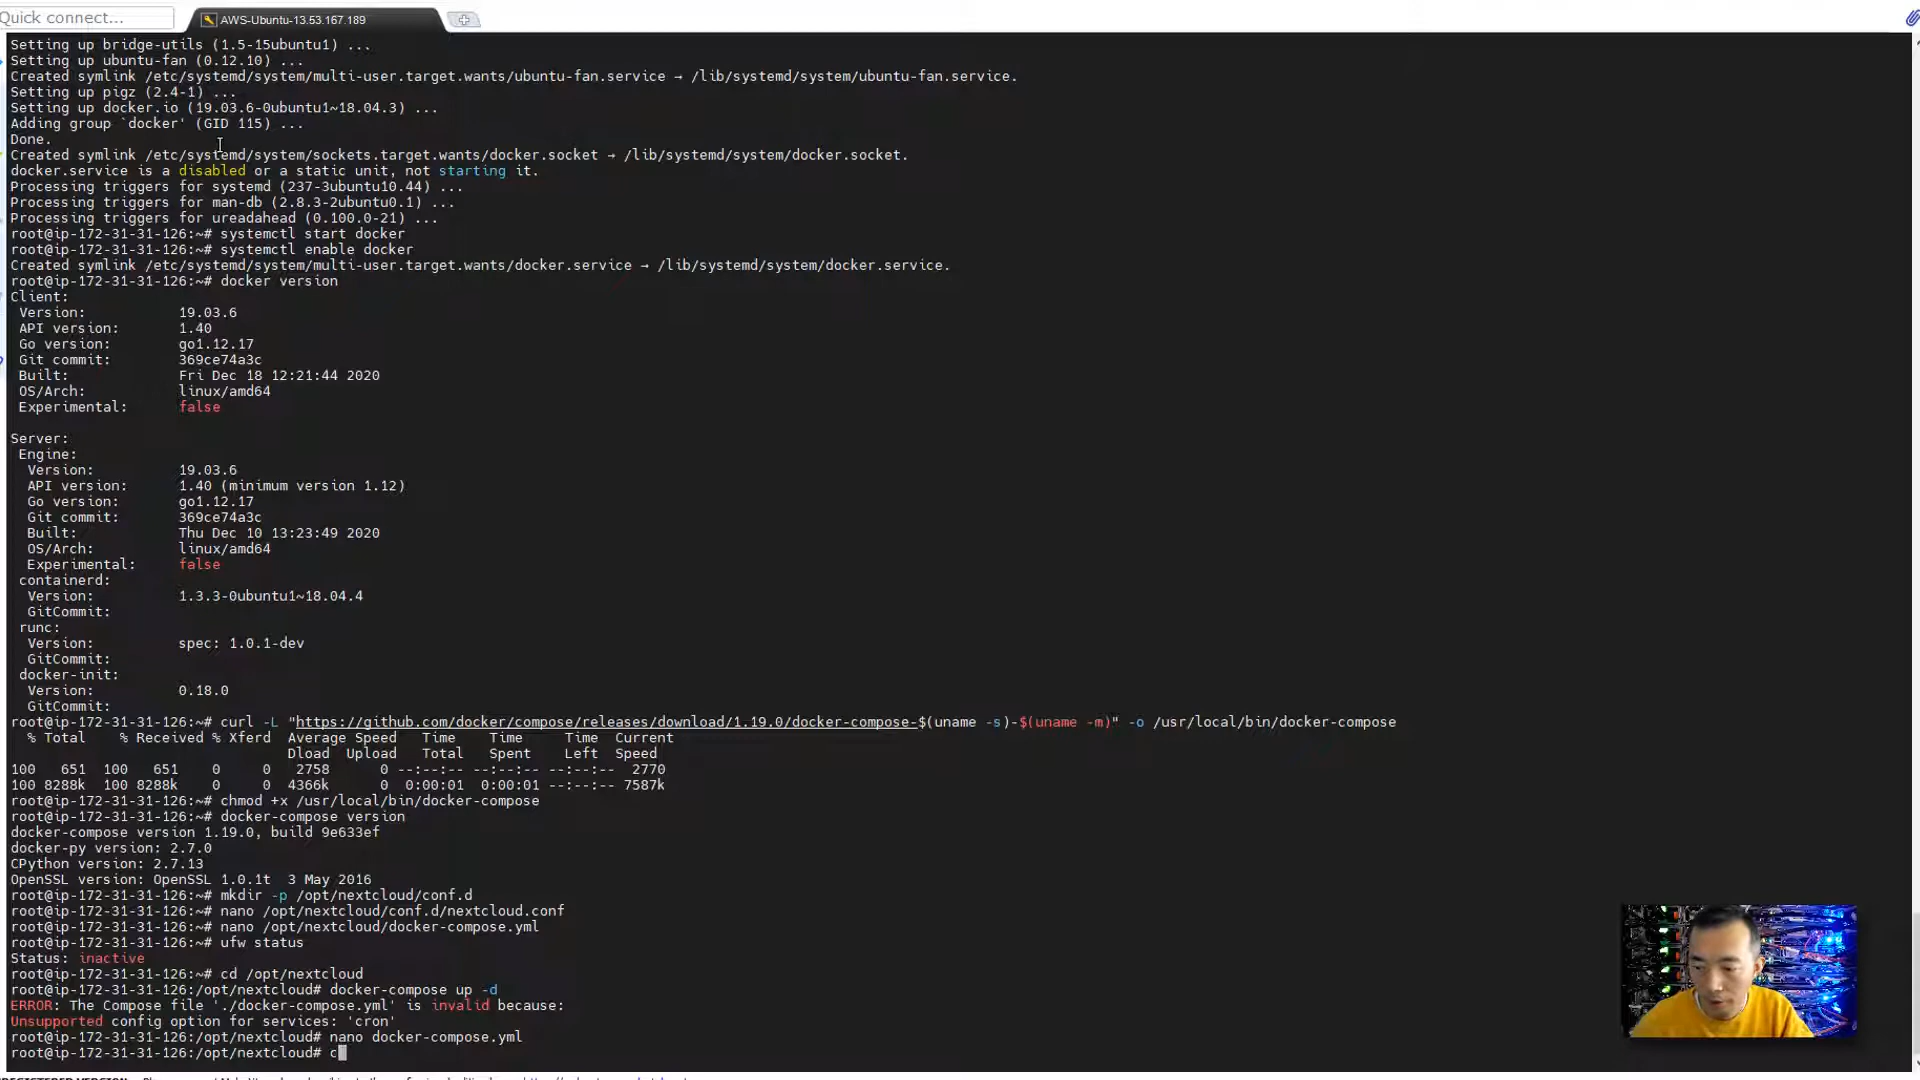 Quick connect...
AWS-Ubuntu-13.53.167.189
Setting up bridge-utils (1.5-15ubuntu1) ...
Setting up ubuntu-fan (0.12.10) ...
Created symlink /etc/systemd/system/multi-user.target.wants/ubuntu-fan.service → /lib/systemd/system/ubuntu-fan.service.
Setting up pigz (2.4-1) ...
Setting up docker.io (19.03.6-0ubuntu1~18.04.3) ...
Adding group `docker' (GID 115) ...
Done.
Created symlink /etc/systemd/system/sockets.target.wants/docker.socket → /lib/systemd/system/docker.socket.
docker.service is a disabled or a static unit, not starting it.
Processing triggers for systemd (237-3ubuntu10.44) ...
Processing triggers for man-db (2.8.3-2ubuntu0.1) ...
Processing triggers for ureadahead (0.100.0-21) ...
root@ip-172-31-31-126:~# systemctl start docker
root@ip-172-31-31-126:~# systemctl enable docker
Created symlink /etc/systemd/system/multi-user.target.wants/docker.service → /lib/systemd/system/docker.service.
root@ip-172-31-31-126:~# docker version
Client:
Version: 19.03.6
API version: 1.40
Go version: go1.12.17
Git commit: 369ce74a3c
Built: Fri Dec 18 12:21:44 2020
OS/Arch: linux/amd64
Experimental: false
Server:
Engine:
Version: 19.03.6
API version: 1.40 (minimum version 1.12)
Go version: go1.12.17
Git commit: 369ce74a3c
Built: Thu Dec 10 13:23:49 2020
OS/Arch: linux/amd64
Experimental: false
containerd:
Version: 1.3.3-0ubuntu1~18.04.4
GitCommit:
runc:
Version: spec: 1.0.1-dev
GitCommit:
docker-init:
Version: 0.18.0
GitCommit:
root@ip-172-31-31-126:~# curl -L "https://github.com/docker/compose/releases/download/1.19.0/docker-compose-$(uname -s)-$(uname -m)" -o /usr/local/bin/docker-compose
% Total % Received % Xferd Average Speed Time Time Time Current
Dload Upload Total Spent Left Speed
100 651 100 651 0 0 2758 0 --:--:-- --:--:-- --:--:-- 2770
100 8288k 100 8288k 0 0 4366k 0 0:00:01 0:00:01 --:--:-- 7587k
root@ip-172-31-31-126:~# chmod +x /usr/local/bin/docker-compose
root@ip-172-31-31-126:~# docker-compose version
docker-compose version 1.19.0, build 9e633ef
docker-py version: 2.7.0
CPython version: 2.7.13
OpenSSL version: OpenSSL 1.0.1t 3 May 2016
root@ip-172-31-31-126:~# mkdir -p /opt/nextcloud/conf.d
root@ip-172-31-31-126:~# nano /opt/nextcloud/conf.d/nextcloud.conf
root@ip-172-31-31-126:~# nano /opt/nextcloud/docker-compose.yml
root@ip-172-31-31-126:~# ufw status
Status: inactive
root@ip-172-31-31-126:~# cd /opt/nextcloud
root@ip-172-31-31-126:/opt/nextcloud# docker-compose up -d
ERROR: The Compose file './docker-compose.yml' is invalid because:
Unsupported config option for services: 'cron'
root@ip-172-31-31-126:/opt/nextcloud# nano docker-compose.yml
root@ip-172-31-31-126:/opt/nextcloud# c